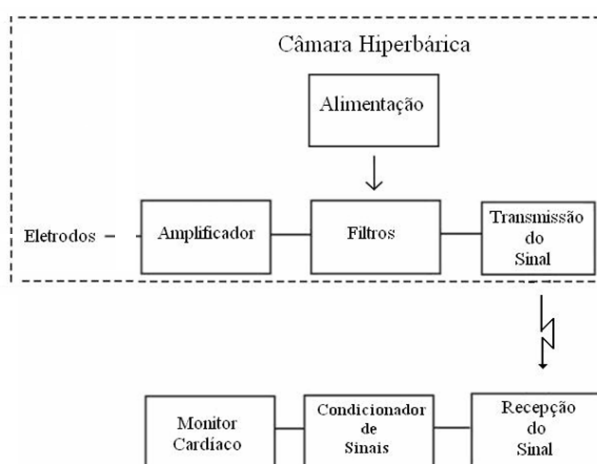 Câmara Hiperbárica
Alimentação
Eletrodos
Amplificador
Filtros
Transmissão
do
Sinal
Monitor
Cardíaco
Condicionador
de
Sinais
Recepção
do
Sinal